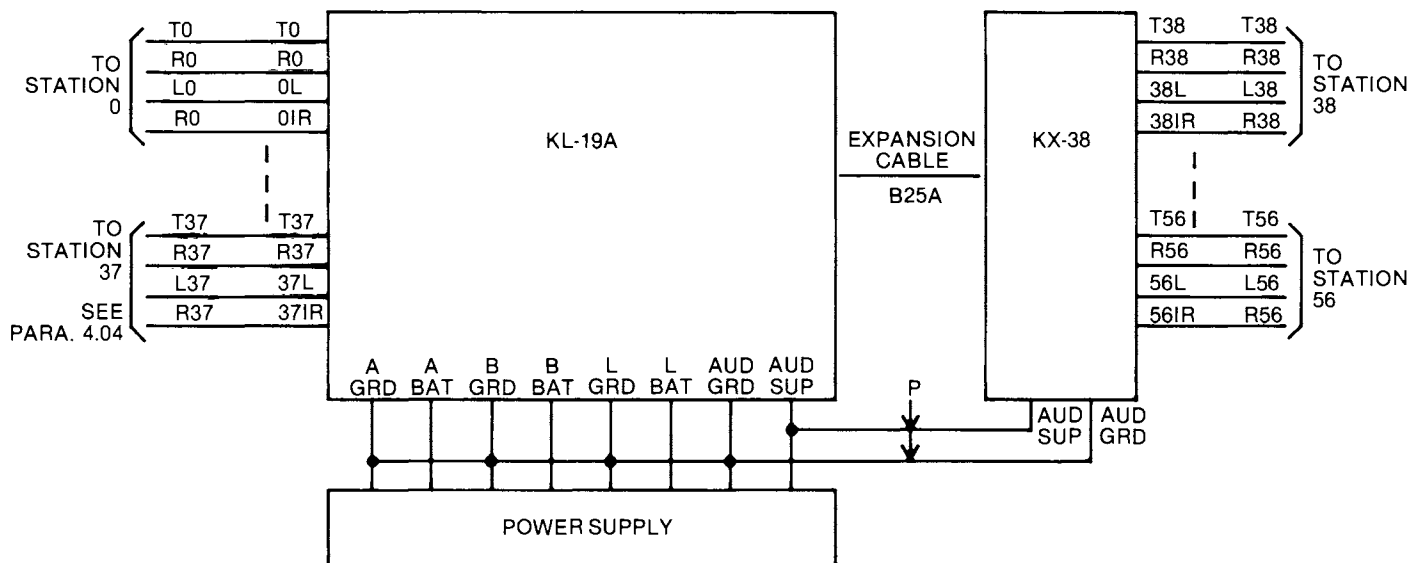 T0 T0
R0 R0
L0 0L
R0 0IR
TO
STATION
0
T37 T37
R37 R37
L37 37L
R37 37IR
TO
STATION
37
SEE
PARA. 4.04
KL-19A
A
GRD
A
BAT
B
GRD
B
BAT
L
GRD
L
BAT
AUD
GRD
AUD
SUP
EXPANSION
CABLE
B25A
KX-38
T38 T38
R38 R38
38L L38
38IR R38
TO
STATION
38
T56 T56
R56 R56
56L L56
56IR R56
TO
STATION
56
P
AUD
SUP
AUD
GRD
POWER SUPPLY